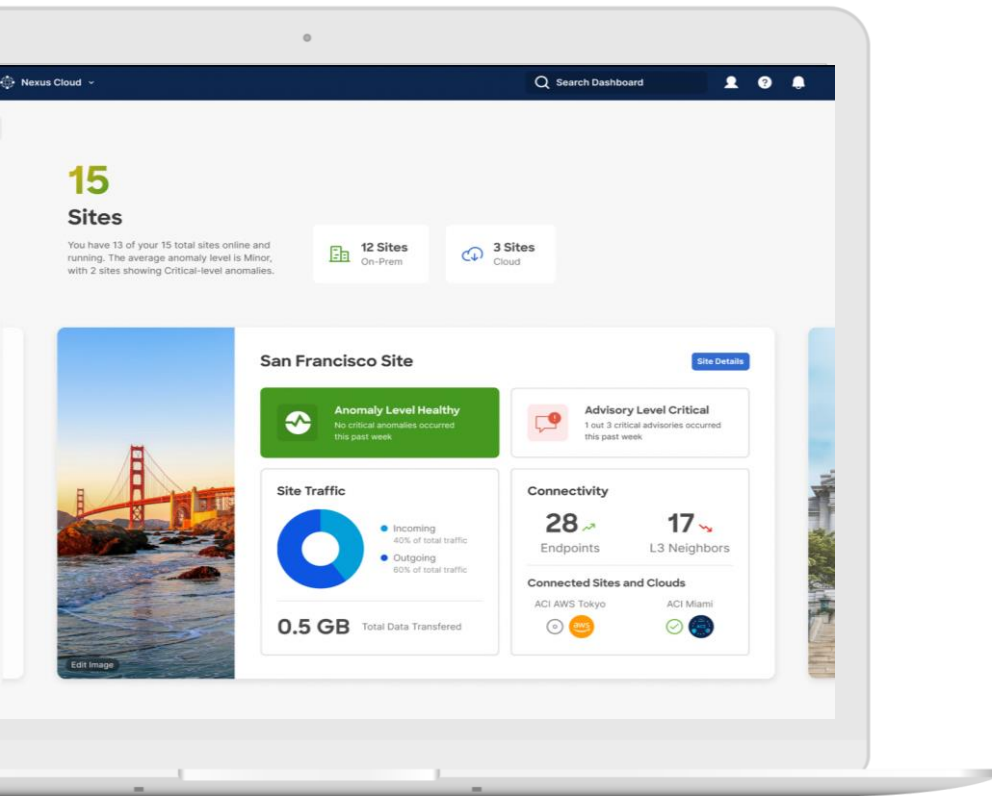 Nexus Cloud
Search Dashboard
15
Sites
You have 13 of your 15 total sites online and
running. The average anomaly level is Minor,
with 2 sites showing Critical-level anomalies.
12 Sites
On-Prem
3 Sites
Cloud
San Francisco Site
Site Details
Anomaly Level Healthy
No critical anomalies occurred
this past week
Advisory Level Critical
1 out 3 critical advisories occurred
this past week
Site Traffic
Incoming
40% of total traffic
Outgoing
60% of total traffic
0.5 GB
Total Data Transfered
Connectivity
28
Endpoints
17
L3 Neighbors
Connected Sites and Clouds
ACI AWS Tokyo
aws
ACI Miami
Edit Image